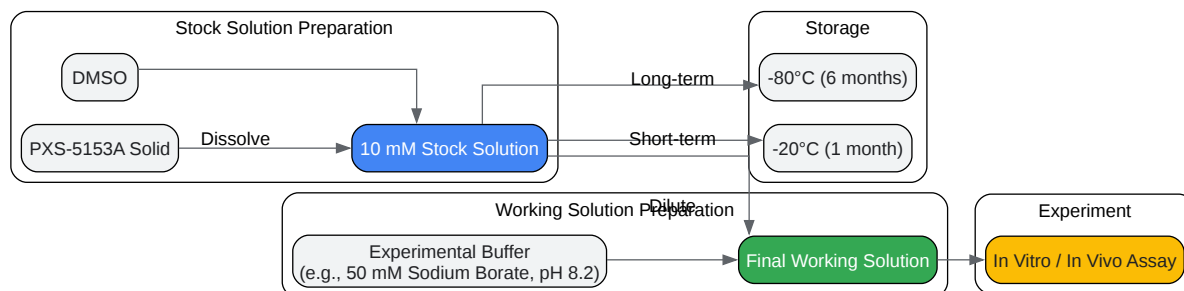 Stock Solution Preparation
Storage
DMSO
Long-term
-80°C (6 months)
PXS-5153A Solid
Dissolve
10 mM Stock Solution
Short-term
-20°C (1 month)
Dilute
Working Solution Preparation
Experiment
Experimental Buffer
(e.g., 50 mM Sodium Borate, pH 8.2)
Final Working Solution
In Vitro / In Vivo Assay